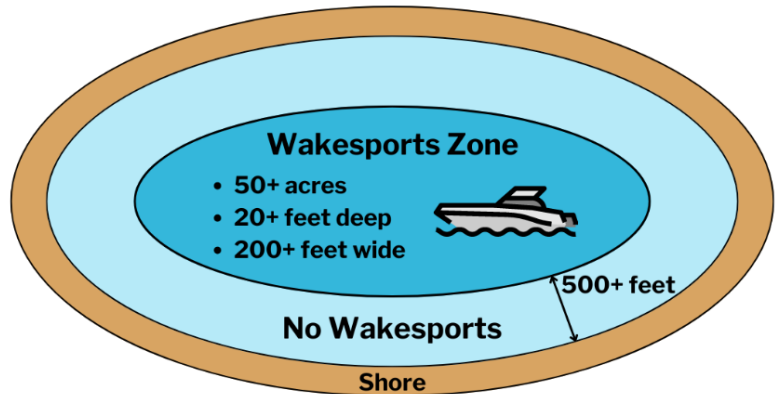 Wakesports Zone
• 50+ acres
• 20+ feet deep
• 200+ feet wide
500+ feet
No Wakesports
Shore